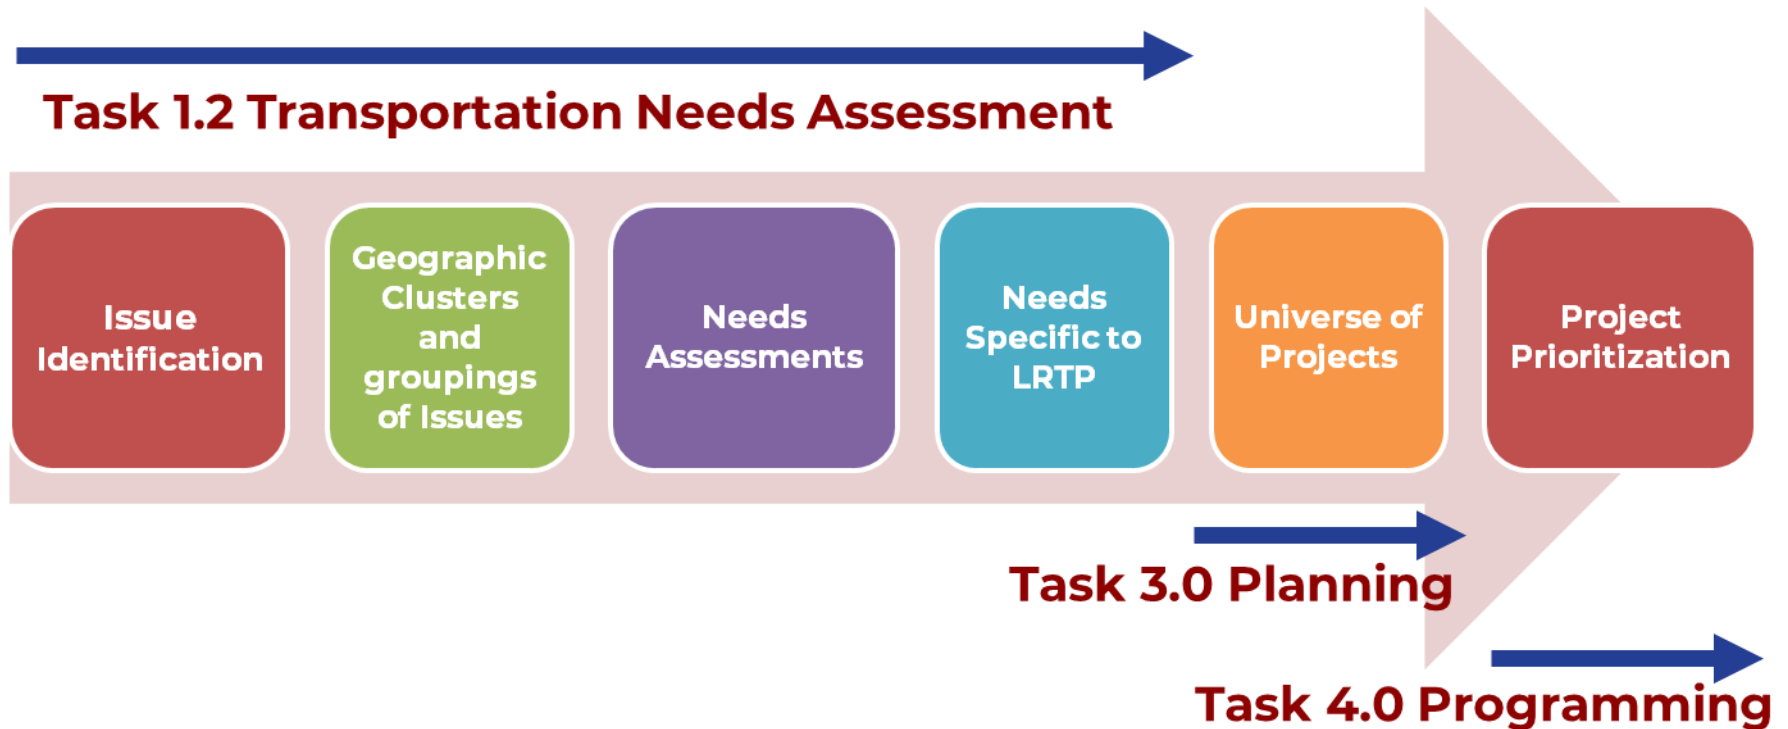 Task 1.2 Transportation Needs Assessment
Issue
Identification
Geographic
Clusters
and
groupings
of Issues
Needs
Assessments
Needs
Specific to
LRTP
Universe of
Projects
Project
Prioritization
Task 3.0 Planning
Task 4.0 Programming